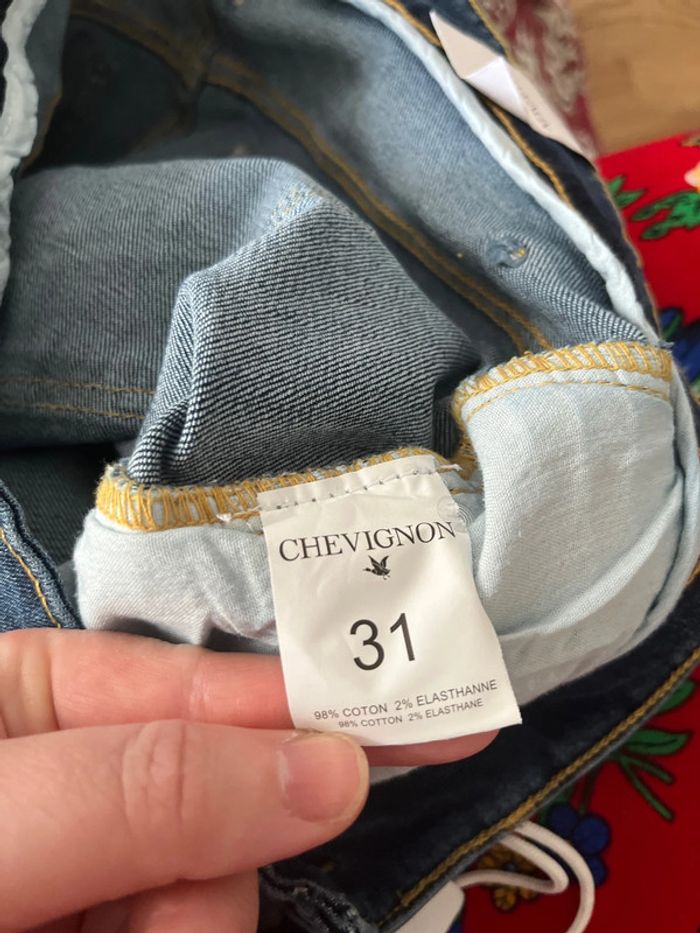 CHEVIGNON
31
98% COTON 2% ELASTHANNE
98% COTTON 2% ELASTHANE